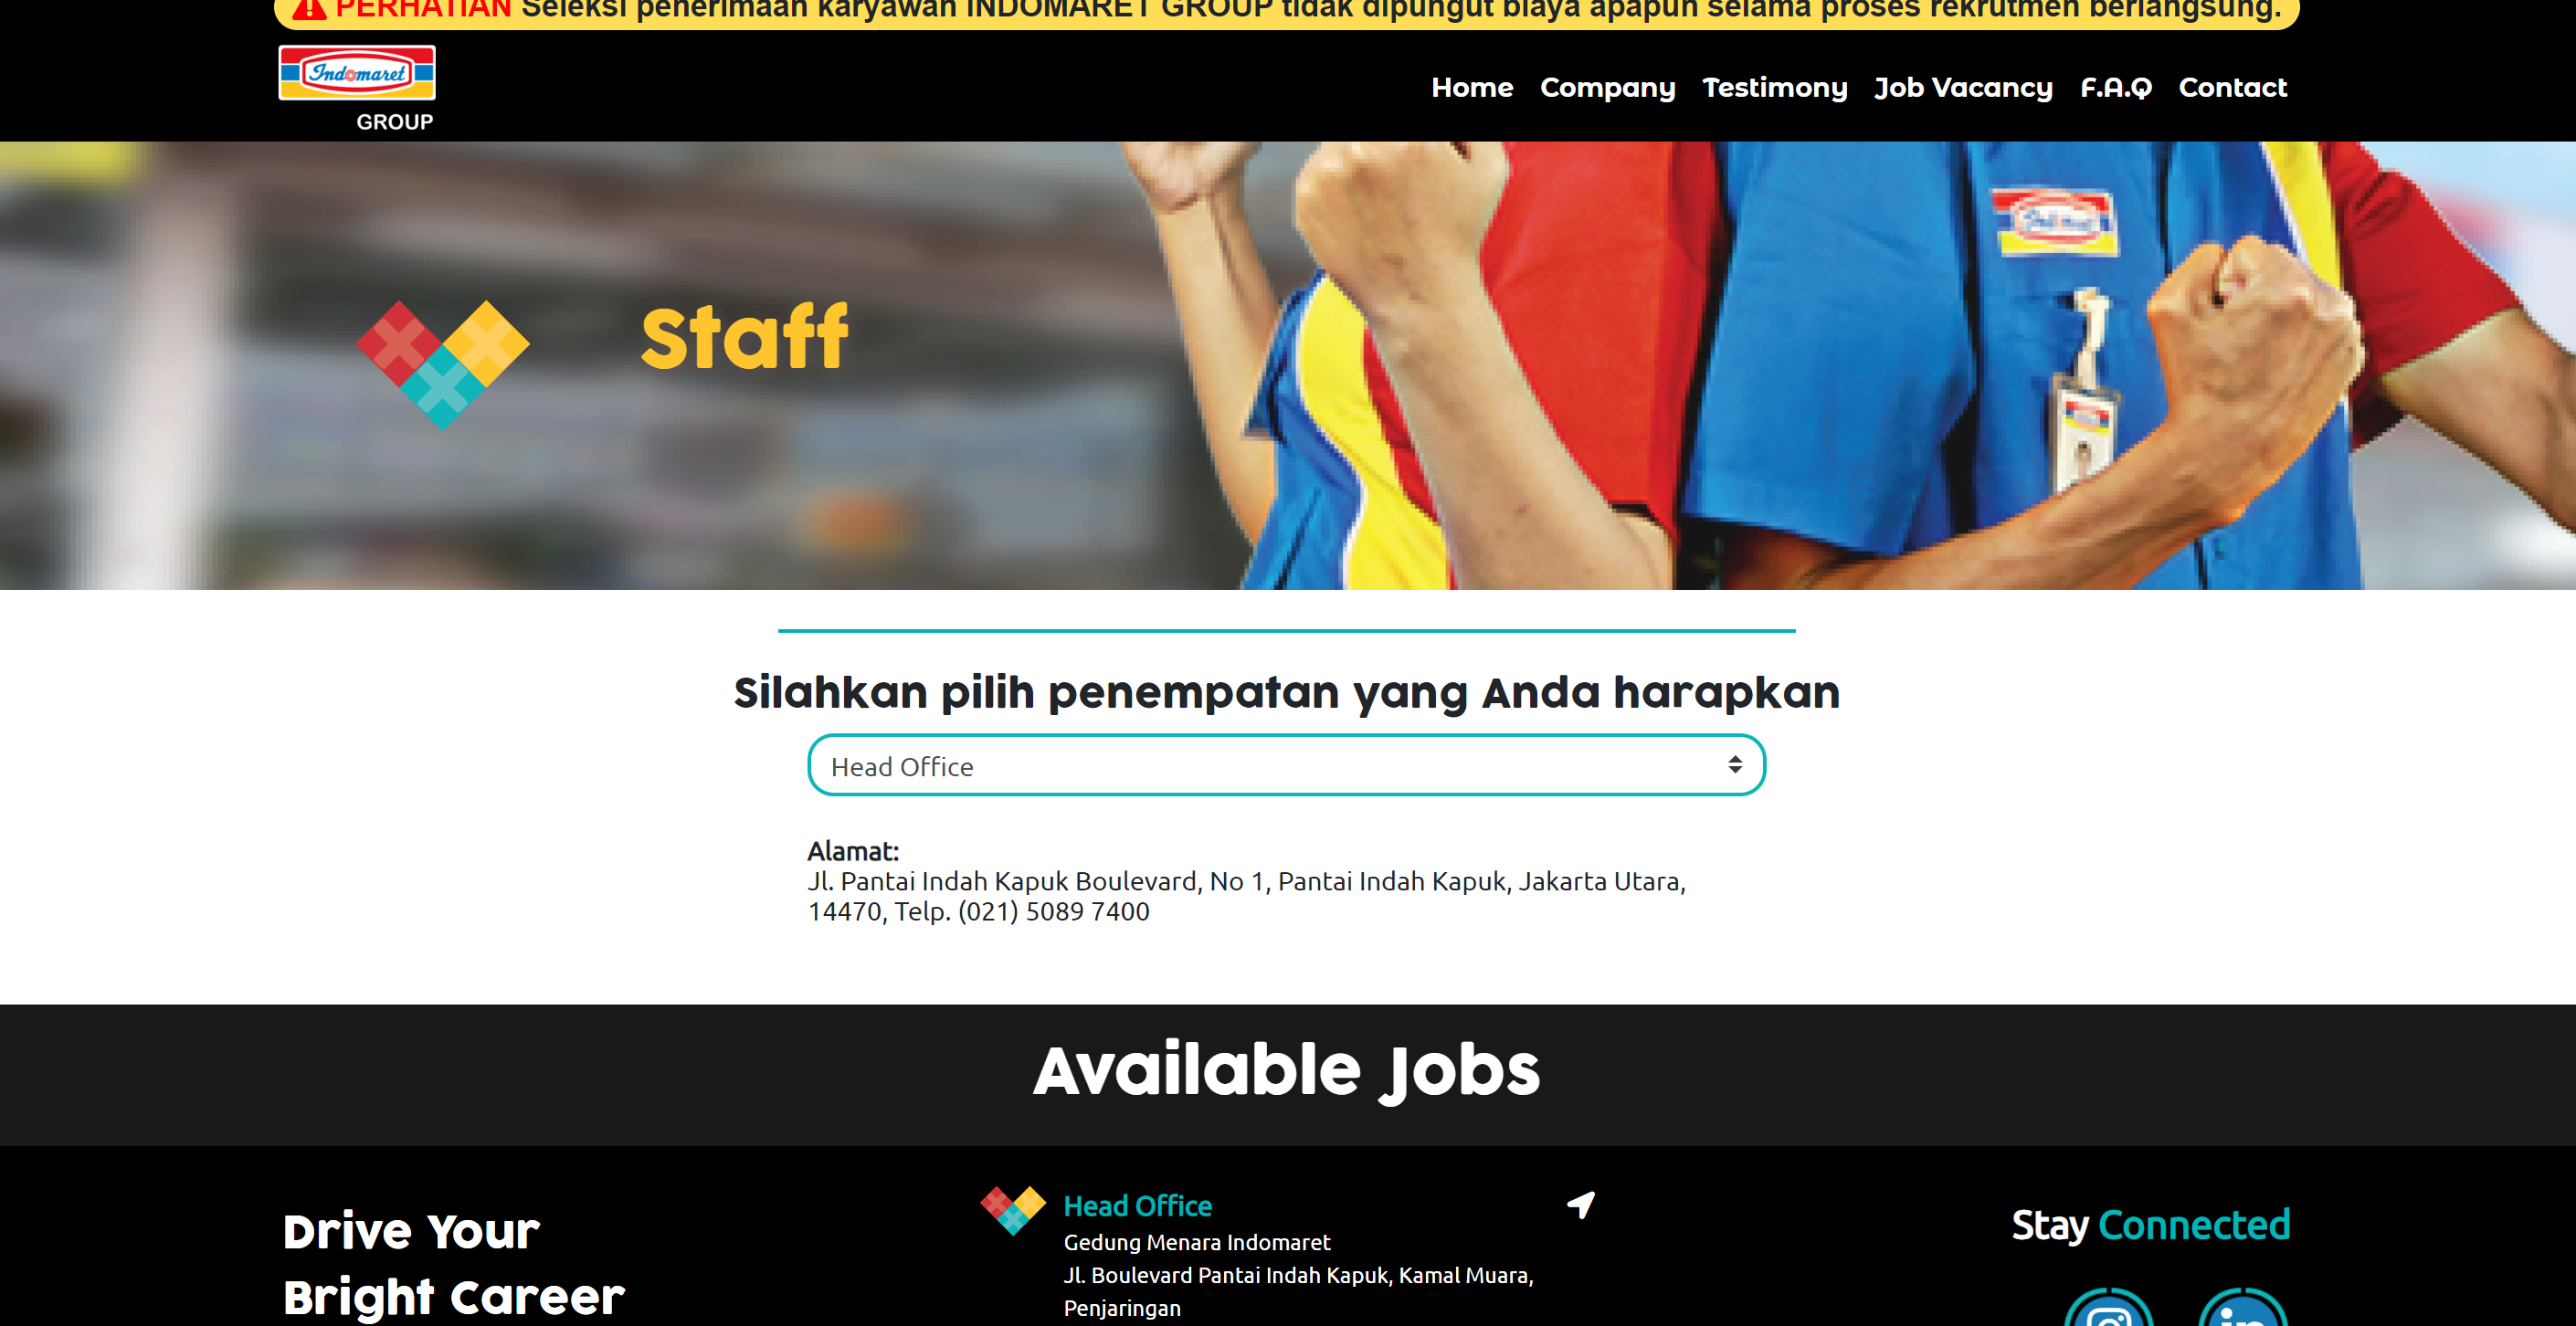 PERHATIAN Seleksi penerimaan karyawan INDOMARET GROUP tidak dipungut biaya apapun selama proses rekrutmen berlangsung.
Indomaret
GROUP
Home Company Testimony Job Vacancy F.A.Q Contact
Staff
Silahkan pilih penempatan yang Anda harapkan
Head Office
Alamat:
Jl. Pantai Indah Kapuk Boulevard, No 1, Pantai Indah Kapuk, Jakarta Utara,
14470, Telp. (021) 5089 7400
Available Jobs
Drive Your
Bright Career
Head Office
Gedung Menara Indomaret
Jl. Boulevard Pantai Indah Kapuk, Kamal Muara,
Penjaringan
Stay Connected